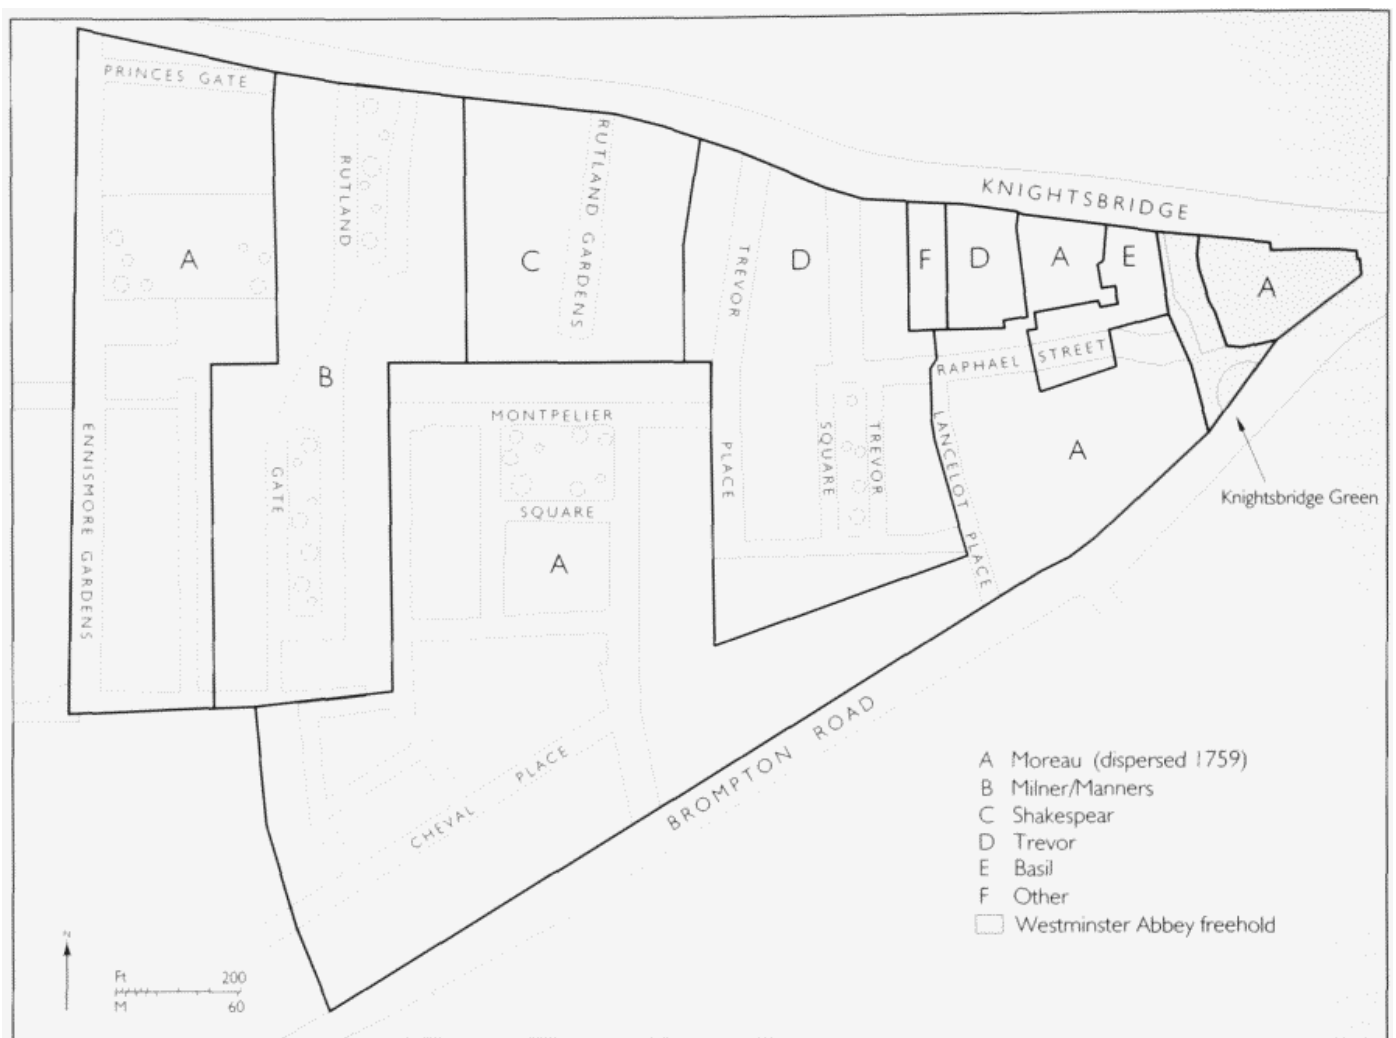 PRINCES GATE
KNIGHTSBRIDGE
RUTLAND
RUTLAND GARDENS
TREVOR
A
C
D
F
D
A
E
A
B
RAPHAEL STREET
MONTPELIER
ENNISMORE GARDENS
GATE
PLACE
SQUARE
TREVOR
LANCELOT PLACE
A
Knightsbridge Green
SQUARE
A
CHEVAL PLACE
BROMPTON ROAD
A Moreau (dispersed 1759)
B Milner/Manners
C Shakespear
D Trevor
E Basil
F Other
Westminster Abbey freehold
N
Ft 200
M 60